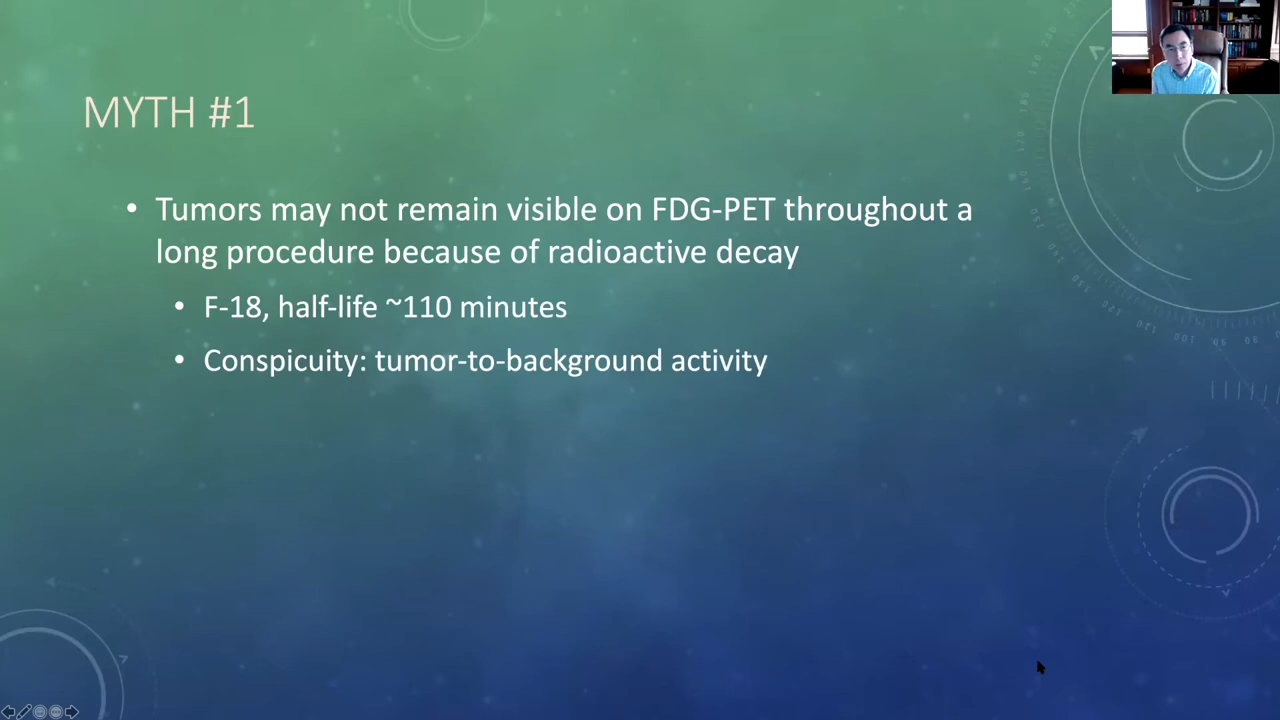 MYTH #1
• Tumors may not remain visible on FDG-PET throughout a
long procedure because of radioactive decay
• F-18, half-life ~110 minutes
• Conspicuity: tumor-to-background activity